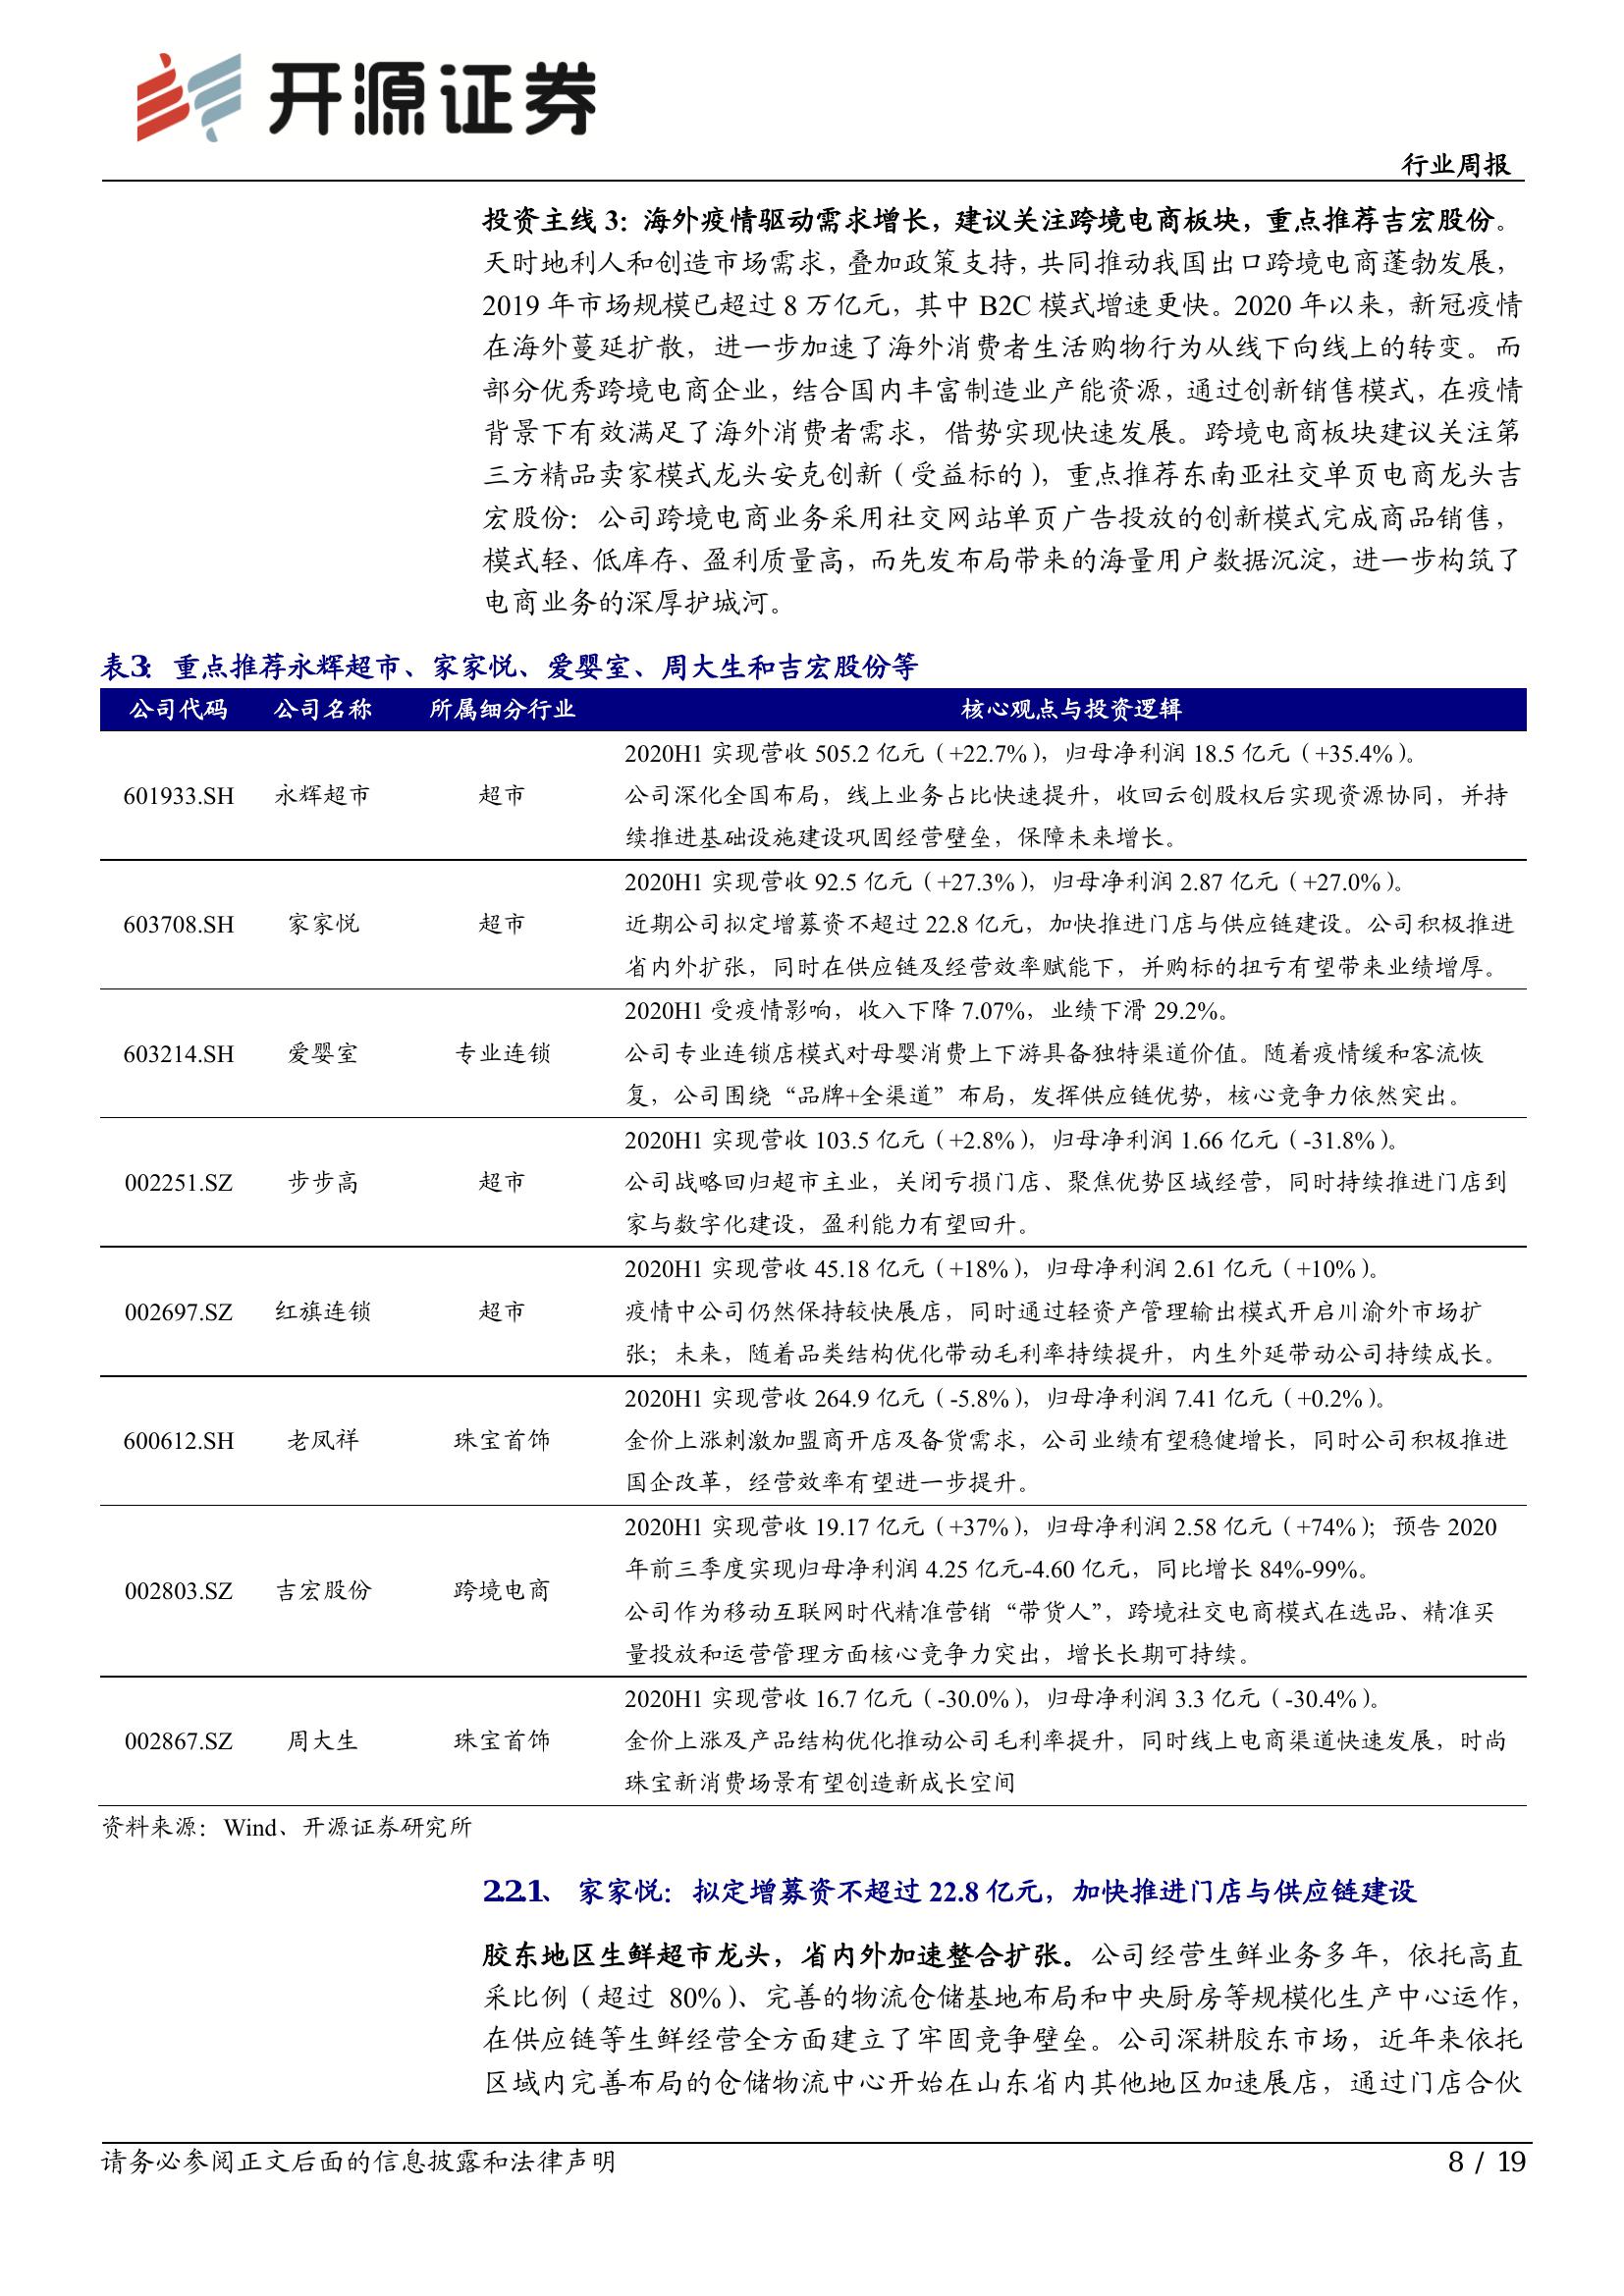 开源证券
行业周报
投资主线 3：海外疫情驱动需求增长，建议关注跨境电商板块，重点推荐吉宏股份。
天时地利人和创造市场需求，叠加政策支持，共同推动我国出口跨境电商蓬勃发展，
2019 年市场规模已超过 8 万亿元，其中 B2C 模式增速更快。2020 年以来，新冠疫情
在海外蔓延扩散，进一步加速了海外消费者生活购物行为从线下向线上的转变。而
部分优秀跨境电商企业，结合国内丰富制造业产能资源，通过创新销售模式，在疫情
背景下有效满足了海外消费者需求，借势实现快速发展。跨境电商板块建议关注第
三方精品卖家模式龙头安克创新（受益标的），重点推荐东南亚社交单页电商龙头吉
宏股份：公司跨境电商业务采用社交网站单页广告投放的创新模式完成商品销售，
模式轻、低库存、盈利质量高，而先发布局带来的海量用户数据沉淀，进一步构筑了
电商业务的深厚护城河。
表3：重点推荐永辉超市、家家悦、爱婴室、周大生和吉宏股份等
公司代码 公司名称 所属细分行业 核心观点与投资逻辑
2020H1 实现营收 505.2 亿元（+22.7%），归母净利润 18.5 亿元（+35.4%）。
601933.SH 永辉超市 超市 公司深化全国布局，线上业务占比快速提升，收回云创股权后实现资源协同，并持
续推进基础设施建设巩固经营壁垒，保障未来增长。
2020H1 实现营收 92.5 亿元（+27.3%），归母净利润 2.87 亿元（+27.0%）。
603708.SH 家家悦 超市 近期公司拟定增募资不超过 22.8 亿元，加快推进门店与供应链建设。公司积极推进
省内外扩张，同时在供应链及经营效率赋能下，并购标的扭亏有望带来业绩增厚。
2020H1 受疫情影响，收入下降 7.07%，业绩下滑 29.2%。
603214.SH 爱婴室 专业连锁 公司专业连锁店模式对母婴消费上下游具备独特渠道价值。随着疫情缓和客流恢
复，公司围绕“品牌+全渠道”布局，发挥供应链优势，核心竞争力依然突出。
2020H1 实现营收 103.5 亿元（+2.8%），归母净利润 1.66 亿元（-31.8%）。
002251.SZ 步步高 超市 公司战略回归超市主业，关闭亏损门店、聚焦优势区域经营，同时持续推进门店到
家与数字化建设，盈利能力有望回升。
2020H1 实现营收 45.18 亿元（+18%），归母净利润 2.61 亿元（+10%）。
002697.SZ 红旗连锁 超市 疫情中公司仍然保持较快展店，同时通过轻资产管理输出模式开启川渝外市场扩
张；未来，随着品类结构优化带动毛利率持续提升，内生外延带动公司持续成长。
2020H1 实现营收 264.9 亿元（-5.8%），归母净利润 7.41 亿元（+0.2%）。
600612.SH 老凤祥 珠宝首饰 金价上涨刺激加盟商开店及备货需求，公司业绩有望稳健增长，同时公司积极推进
国企改革，经营效率有望进一步提升。
2020H1 实现营收 19.17 亿元（+37%），归母净利润 2.58 亿元（+74%）；预告 2020
年前三季度实现归母净利润 4.25 亿元-4.60 亿元，同比增长 84%-99%。
002803.SZ 吉宏股份 跨境电商
公司作为移动互联网时代精准营销“带货人”，跨境社交电商模式在选品、精准买
量投放和运营管理方面核心竞争力突出，增长长期可持续。
2020H1 实现营收 16.7 亿元（-30.0%），归母净利润 3.3 亿元（-30.4%）。
002867.SZ 周大生 珠宝首饰 金价上涨及产品结构优化推动公司毛利率提升，同时线上电商渠道快速发展，时尚
珠宝新消费场景有望创造新成长空间
资料来源：Wind、开源证券研究所
2.2.1、 家家悦：拟定增募资不超过 22.8 亿元，加快推进门店与供应链建设
胶东地区生鲜超市龙头，省内外加速整合扩张。公司经营生鲜业务多年，依托高直
采比例（超过 80%）、完善的物流仓储基地布局和中央厨房等规模化生产中心运作，
在供应链等生鲜经营全方面建立了牢固竞争壁垒。公司深耕胶东市场，近年来依托
区域内完善布局的仓储物流中心开始在山东省内其他地区加速展店，通过门店合伙
请务必参阅正文后面的信息披露和法律声明 8 / 19